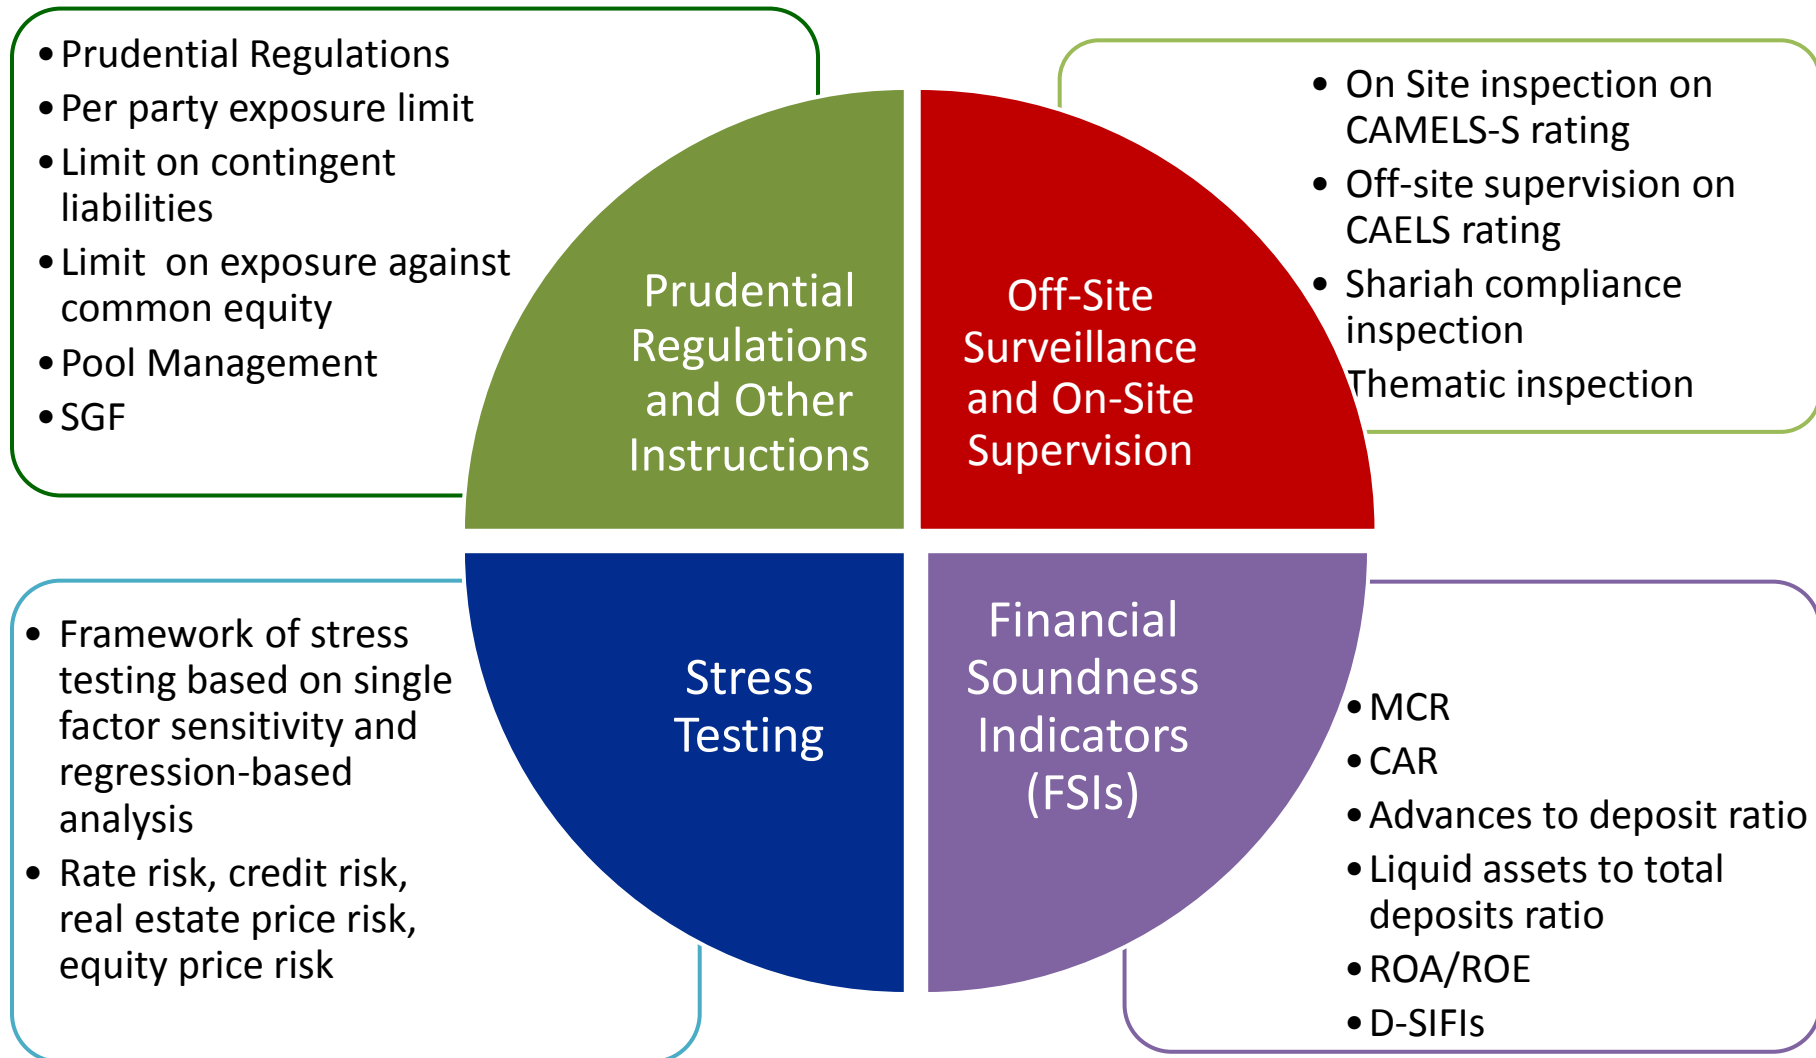 • Prudential Regulations
• Per party exposure limit
• Limit on contingent
liabilities
• Limit on exposure against
common equity
• Pool Management
• SGF
Prudential
Regulations
and Other
Instructions
Off-Site
Surveillance
and On-Site
Supervision
• On Site inspection on
CAMELS-S rating
• Off-site supervision on
CAELS rating
• Shariah compliance
inspection
Thematic inspection
• Framework of stress
testing based on single
factor sensitivity and
regression-based
analysis
• Rate risk, credit risk,
real estate price risk,
equity price risk
Stress
Testing
Financial
Soundness
Indicators
(FSIs)
• MCR
• CAR
• Advances to deposit ratio
• Liquid assets to total
deposits ratio
• ROA/ROE
• D-SIFIs